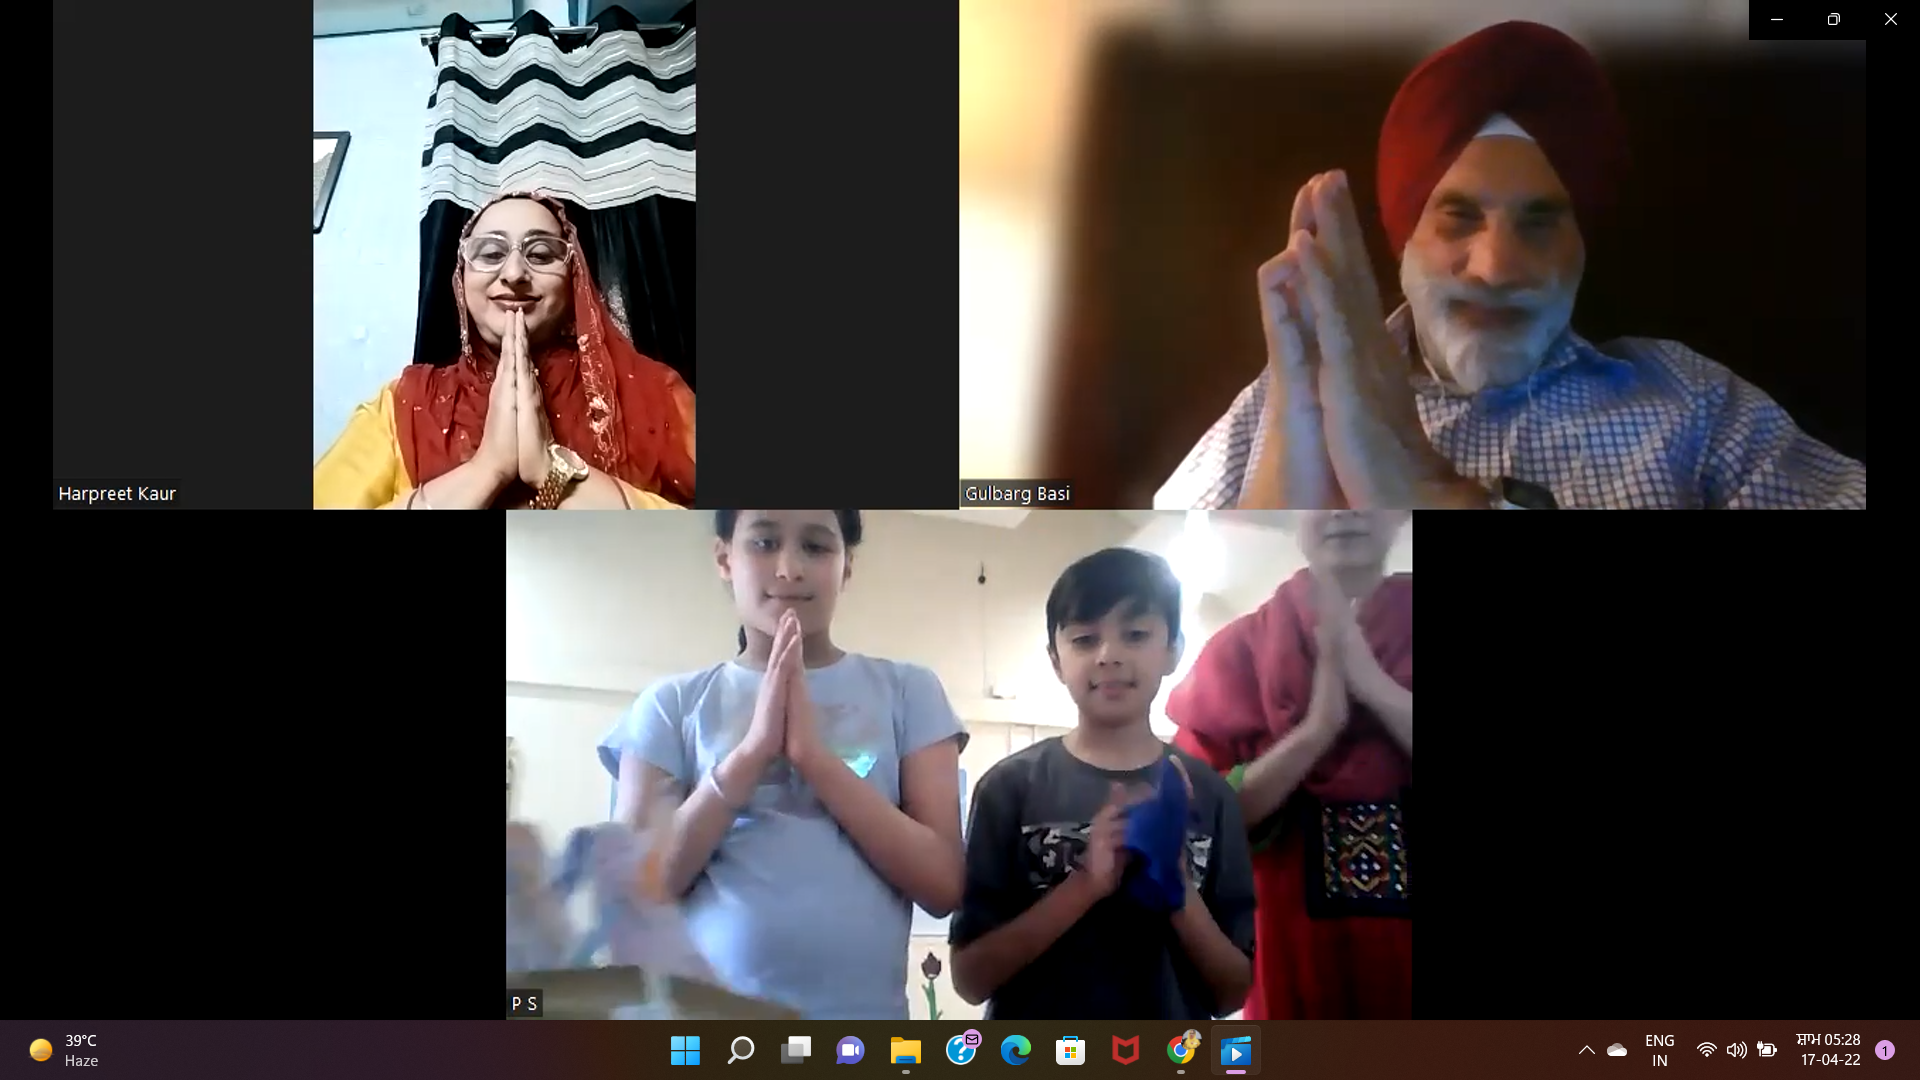 Harpreet Kaur
Gulbarg Basi
P S
39°C
Haze
ENG
IN
ਸ਼ਾਮ 05:28
17-04-22
1